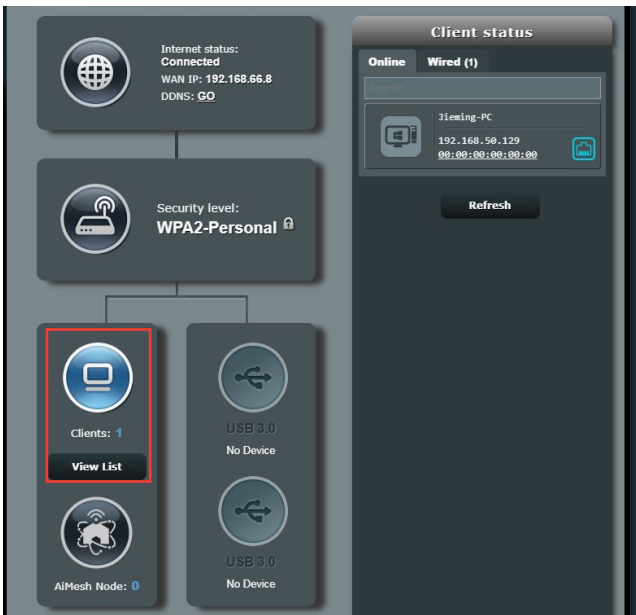 Internet status:
Connected
WAN IP: 192.168.66.8
DDNS: GO
Security level:
WPA2-Personal
Clients: 1
View List
AiMesh Node: 0
USB 3.0
No Device
USB 3.0
No Device
Client status
Online Wired (1)
Search
Jieming-PC
192.168.50.129
00:00:00:00:00:00
Refresh